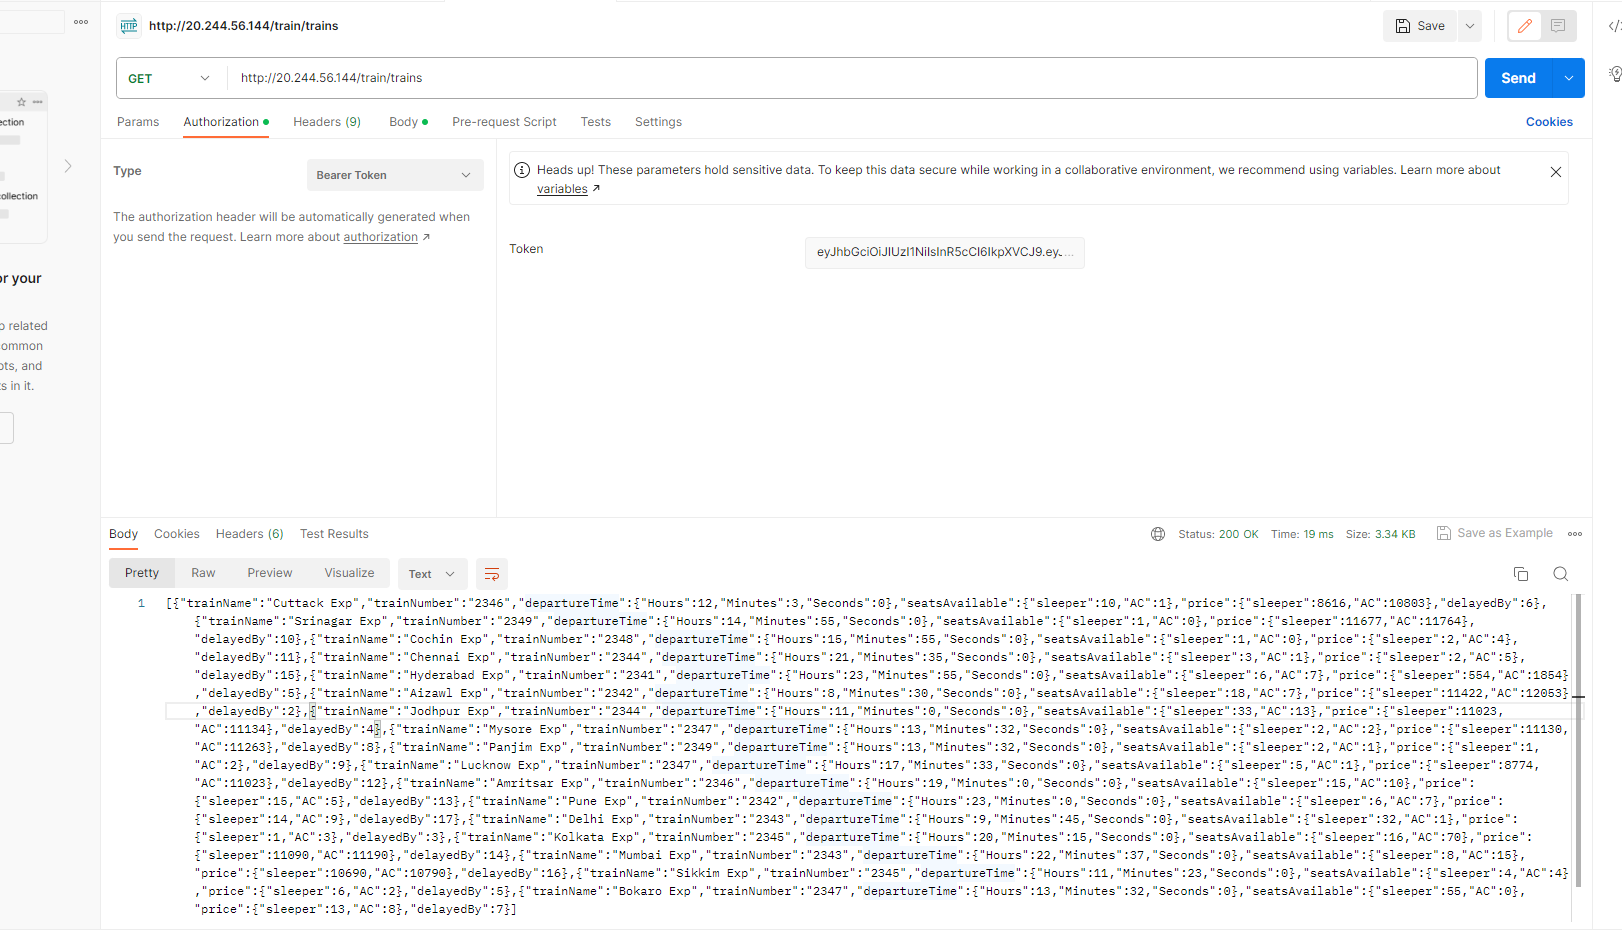 HTTP http://20.244.56.144/train/trains
Save
GET http://20.244.56.144/train/trains
Send
Params Authorization Headers (9) Body Pre-request Script Tests Settings Cookies
Type Bearer Token
The authorization header will be automatically generated when
you send the request. Learn more about authorization ↗
Heads up! These parameters hold sensitive data. To keep this data secure while working in a collaborative environment, we recommend using variables. Learn more about
variables ↗
Token
ection
ollection
or your
o related
ommon
ots, and
s in it.
Body Cookies Headers (6) Test Results
Status: 200 OK Time: 19 ms Size: 3.34 KB Save as Example
Pretty Raw Preview Visualize Text
1 [{"trainName":"Cuttack Exp","trainNumber":"2346","departureTime":{"Hours":12,"Minutes":3,"Seconds":0},"seatsAvailable":{"sleeper":10,"AC":1},"price":{"sleeper":8616,"AC":10803},"delayedBy":6},
{"trainName":"Srinagar Exp","trainNumber":"2349","departureTime":{"Hours":14,"Minutes":55,"Seconds":0},"seatsAvailable":{"sleeper":1,"AC":0},"price":{"sleeper":11677,"AC":11764},
"delayedBy":10},{"trainName":"Cochin Exp","trainNumber":"2348","departureTime":{"Hours":15,"Minutes":55,"Seconds":0},"seatsAvailable":{"sleeper":1,"AC":0},"price":{"sleeper":2,"AC":4},
"delayedBy":11},{"trainName":"Chennai Exp","trainNumber":"2344","departureTime":{"Hours":21,"Minutes":35,"Seconds":0},"seatsAvailable":{"sleeper":3,"AC":1},"price":{"sleeper":2,"AC":5},
"delayedBy":15},{"trainName":"Hyderabad Exp","trainNumber":"2341","departureTime":{"Hours":23,"Minutes":55,"Seconds":0},"seatsAvailable":{"sleeper":6,"AC":7},"price":{"sleeper":554,"AC":1854}
,"delayedBy":5},{"trainName":"Aizawl Exp","trainNumber":"2342","departureTime":{"Hours":8,"Minutes":30,"Seconds":0},"seatsAvailable":{"sleeper":18,"AC":7},"price":{"sleeper":11422,"AC":12053}
,"delayedBy":2},{"trainName":"Jodhpur Exp","trainNumber":"2344","departureTime":{"Hours":11,"Minutes":0,"Seconds":0},"seatsAvailable":{"sleeper":33,"AC":13},"price":{"sleeper":11023,
"AC":11134},"delayedBy":4},{"trainName":"Mysore Exp","trainNumber":"2347","departureTime":{"Hours":13,"Minutes":32,"Seconds":0},"seatsAvailable":{"sleeper":2,"AC":2},"price":{"sleeper":11130,
"AC":11263},"delayedBy":8},{"trainName":"Panjim Exp","trainNumber":"2349","departureTime":{"Hours":13,"Minutes":32,"Seconds":0},"seatsAvailable":{"sleeper":2,"AC":1},"price":{"sleeper":1,
"AC":2},"delayedBy":9},{"trainName":"Lucknow Exp","trainNumber":"2347","departureTime":{"Hours":17,"Minutes":33,"Seconds":0},"seatsAvailable":{"sleeper":5,"AC":1},"price":{"sleeper":8774,
"AC":11023},"delayedBy":12},{"trainName":"Amritsar Exp","trainNumber":"2346","departureTime":{"Hours":19,"Minutes":0,"Seconds":0},"seatsAvailable":{"sleeper":15,"AC":10},"price":
{"sleeper":15,"AC":5},"delayedBy":13},{"trainName":"Pune Exp","trainNumber":"2342","departureTime":{"Hours":23,"Minutes":0,"Seconds":0},"seatsAvailable":{"sleeper":6,"AC":7},"price":
{"sleeper":14,"AC":9},"delayedBy":17},{"trainName":"Delhi Exp","trainNumber":"2343","departureTime":{"Hours":9,"Minutes":45,"Seconds":0},"seatsAvailable":{"sleeper":32,"AC":1},"price":
{"sleeper":1,"AC":3},"delayedBy":3},{"trainName":"Kolkata Exp","trainNumber":"2345","departureTime":{"Hours":20,"Minutes":15,"Seconds":0},"seatsAvailable":{"sleeper":16,"AC":70},"price":
{"sleeper":11090,"AC":11190},"delayedBy":14},{"trainName":"Mumbai Exp","trainNumber":"2343","departureTime":{"Hours":22,"Minutes":37,"Seconds":0},"seatsAvailable":{"sleeper":8,"AC":15},
"price":{"sleeper":10690,"AC":10790},"delayedBy":16},{"trainName":"Sikkim Exp","trainNumber":"2345","departureTime":{"Hours":11,"Minutes":23,"Seconds":0},"seatsAvailable":{"sleeper":4,"AC":4}
,"price":{"sleeper":6,"AC":2},"delayedBy":5},{"trainName":"Bokaro Exp","trainNumber":"2347","departureTime":{"Hours":13,"Minutes":32,"Seconds":0},"seatsAvailable":{"sleeper":55,"AC":0},
"price":{"sleeper":13,"AC":8},"delayedBy":7}]